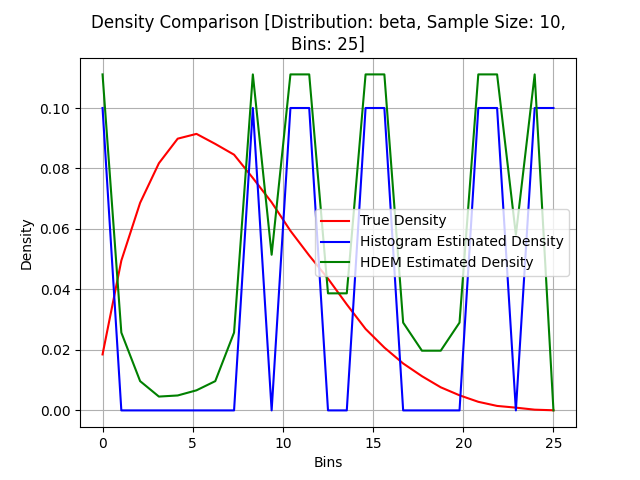 Density Comparison [Distribution: beta, Sample Size: 10,
Bins: 25]
Density
0.10
0.08
0.06
0.04
0.02
0.00
True Density
Histogram Estimated Density
HDEM Estimated Density
0 5 10 15 20 25
Bins